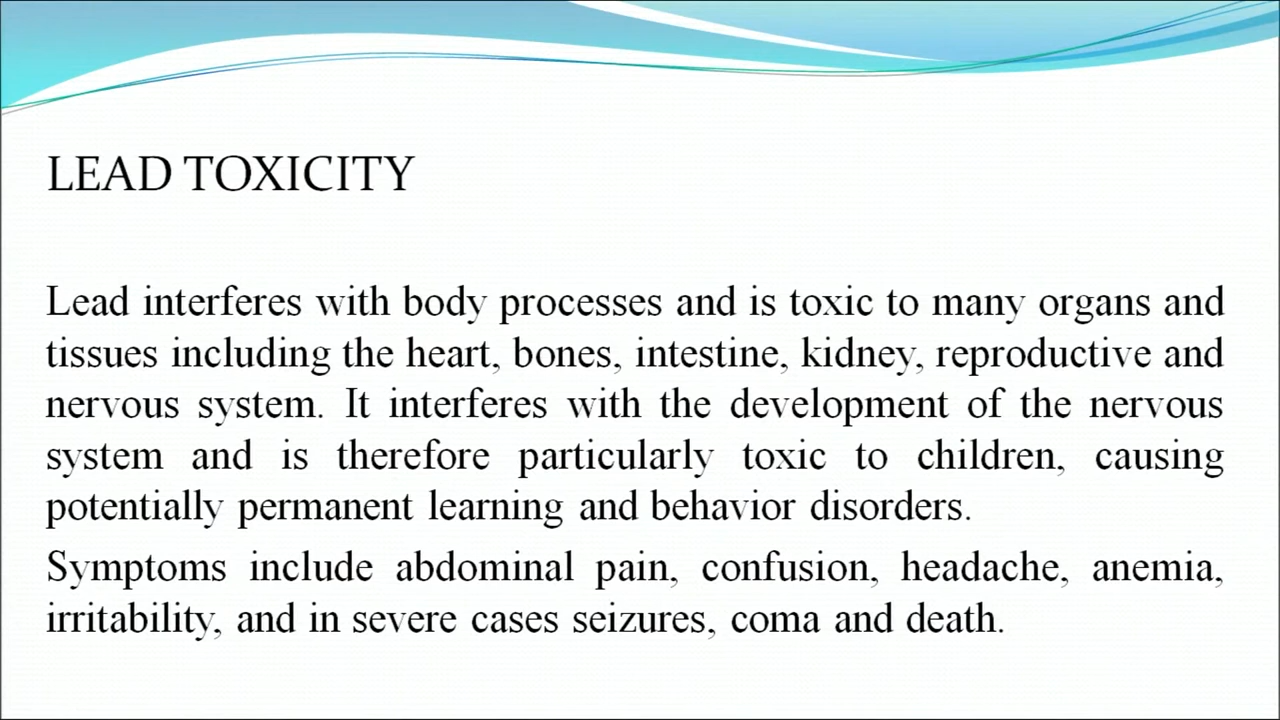 LEAD TOXICITY
Lead interferes with body processes and is toxic to many organs and
tissues including the heart, bones, intestine, kidney, reproductive and
nervous system. It interferes with the development of the nervous
system and is therefore particularly toxic to children, causing
potentially permanent learning and behavior disorders.
Symptoms include abdominal pain, confusion, headache, anemia,
irritability, and in severe cases seizures, coma and death.